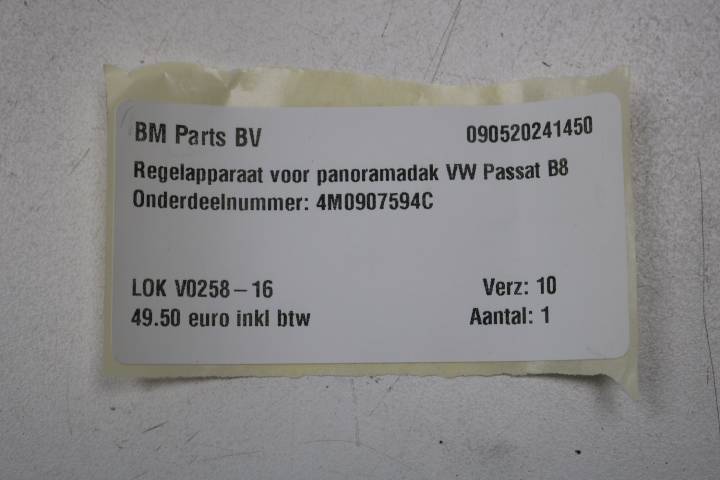 BM Parts BV 090520241450
Regelapparaat voor panoramadak VW Passat B8
Onderdeelnummer: 4M0907594C
LOK V0258-16 Verz: 10
49.50 euro inkl btw Aantal: 1